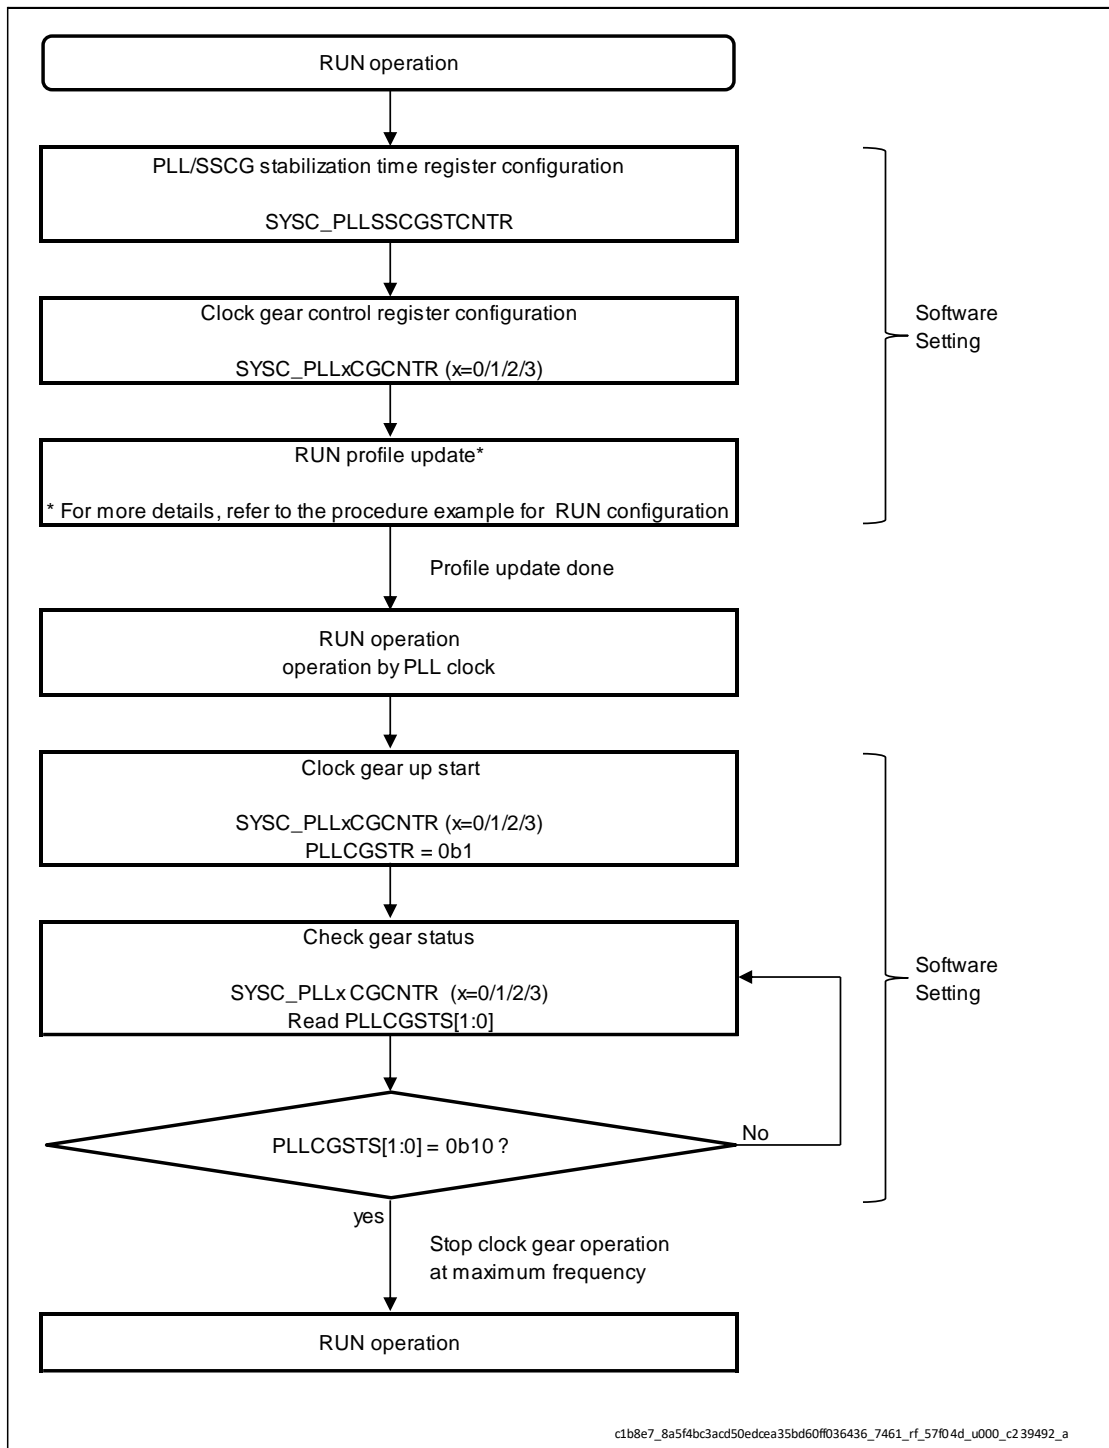 RUN operation
PLL/SSCG stabilization time register configuration
SYSC_PLLSSCGSTCNTR
Clock gear control register configuration
SYSC_PLLxCGCNTR (x=0/1/2/3)
RUN profile update*
* For more details, refer to the procedure example for RUN configuration
Software
Setting
Profile update done
RUN operation
operation by PLL clock
Clock gear up start
SYSC_PLLxCGCNTR (x=0/1/2/3)
PLLCGSTR = 0b1
Check gear status
SYSC_PLLx CGCNTR (x=0/1/2/3)
Read PLLCGSTS[1:0]
Software
Setting
PLLCGSTS[1:0] = 0b10 ?
No
yes
Stop clock gear operation
at maximum frequency
RUN operation
c1b8e7_8a5f4bc3acd50edcea35bd60ff036436_7461_rf_57f04d_u000_c239492_a